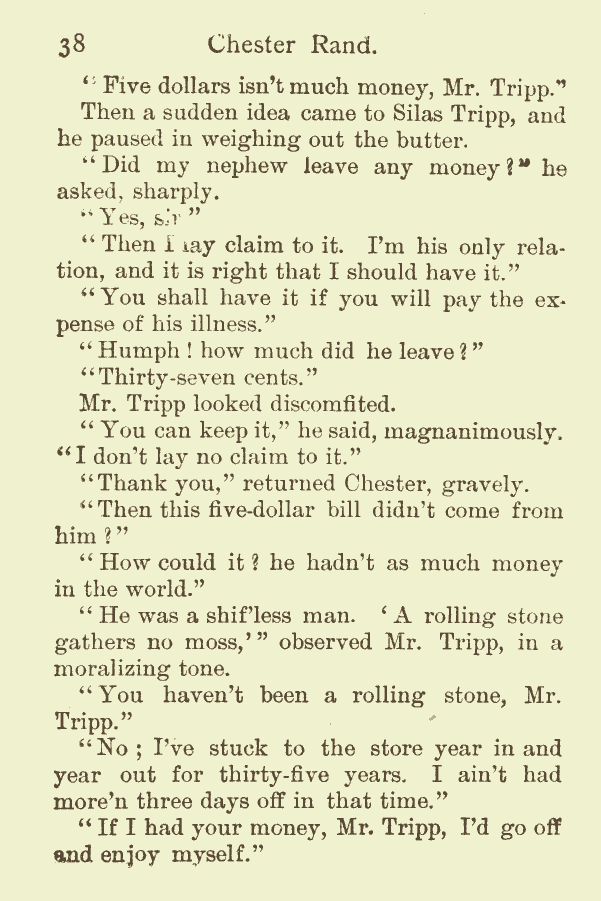 38 Chester Rand.
“Five dollars isn’t much money, Mr. Tripp.”
Then a sudden idea came to Silas Tripp, and
he paused in weighing out the butter.
“Did my nephew leave any money?” he
asked, sharply.
“Yes, sir”
“Then I lay claim to it. I’m his only rela-
tion, and it is right that I should have it.”
“You shall have it if you will pay the ex-
pense of his illness.”
“Humph! how much did he leave?”
“Thirty-seven cents.”
Mr. Tripp looked discomfited.
“You can keep it,” he said, magnanimously.
“I don’t lay no claim to it.”
“Thank you,” returned Chester, gravely.
“Then this five-dollar bill didn’t come from
him?”
“How could it? he hadn’t as much money
in the world.”
“He was a shif’less man. ‘A rolling stone
gathers no moss,’” observed Mr. Tripp, in a
moralizing tone.
“You haven’t been a rolling stone, Mr.
Tripp.”
“No; I’ve stuck to the store year in and
year out for thirty-five years. I ain’t had
more’n three days off in that time.”
“If I had your money, Mr. Tripp, I’d go off
and enjoy myself.”